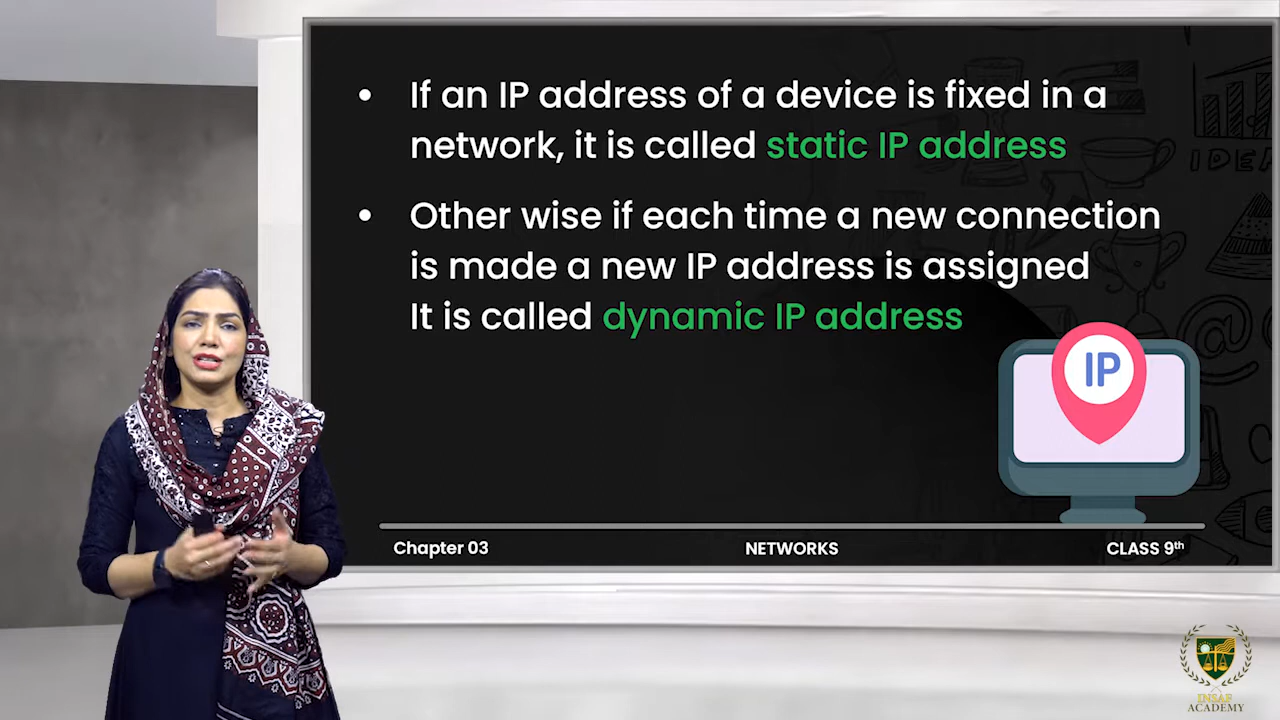 • If an IP address of a device is fixed in a
network, it is called static IP address
• Other wise if each time a new connection
is made a new IP address is assigned
It is called dynamic IP address
IDEA
IP
Chapter 03 NETWORKS CLASS 9th
INSAF
ACADEMY